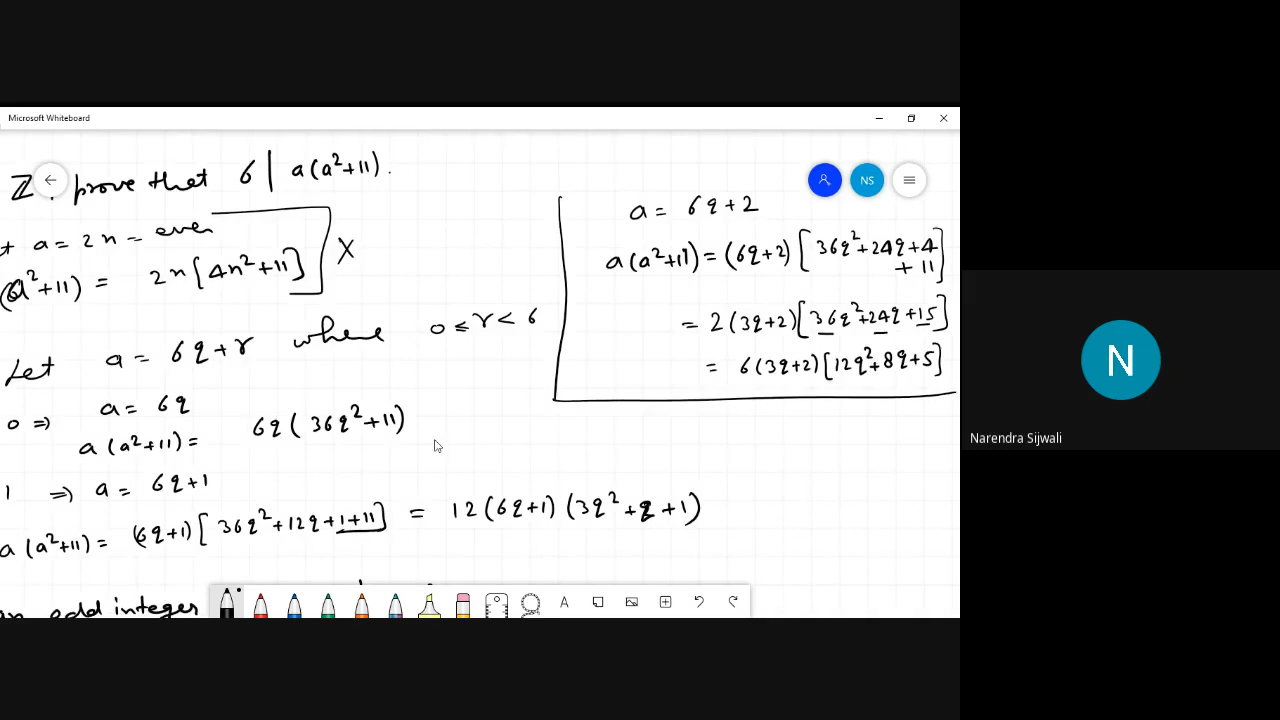 Microsoft Whiteboard
ℤ, prove that 6 | a(a²+11).
a = 2n = even
a²+11) = 2n[4n²+11] X
Let a = 6q+r where 0 ≤ r < 6
0 ⇒ a = 6q
a(a²+11) = 6q(36q²+11)
1 ⇒ a = 6q+1
a(a²+11) = (6q+1)[36q²+12q+1+11] = 12(6q+1)(3q²+q+1)
odd integer
a = 6q+2
a(a²+11) = (6q+2)[36q²+24q+4
+ 11]
= 2(3q+2)[36q²+24q+15]
= 6(3q+2)[12q²+8q+5]
NS
A
N
Narendra Sijwali